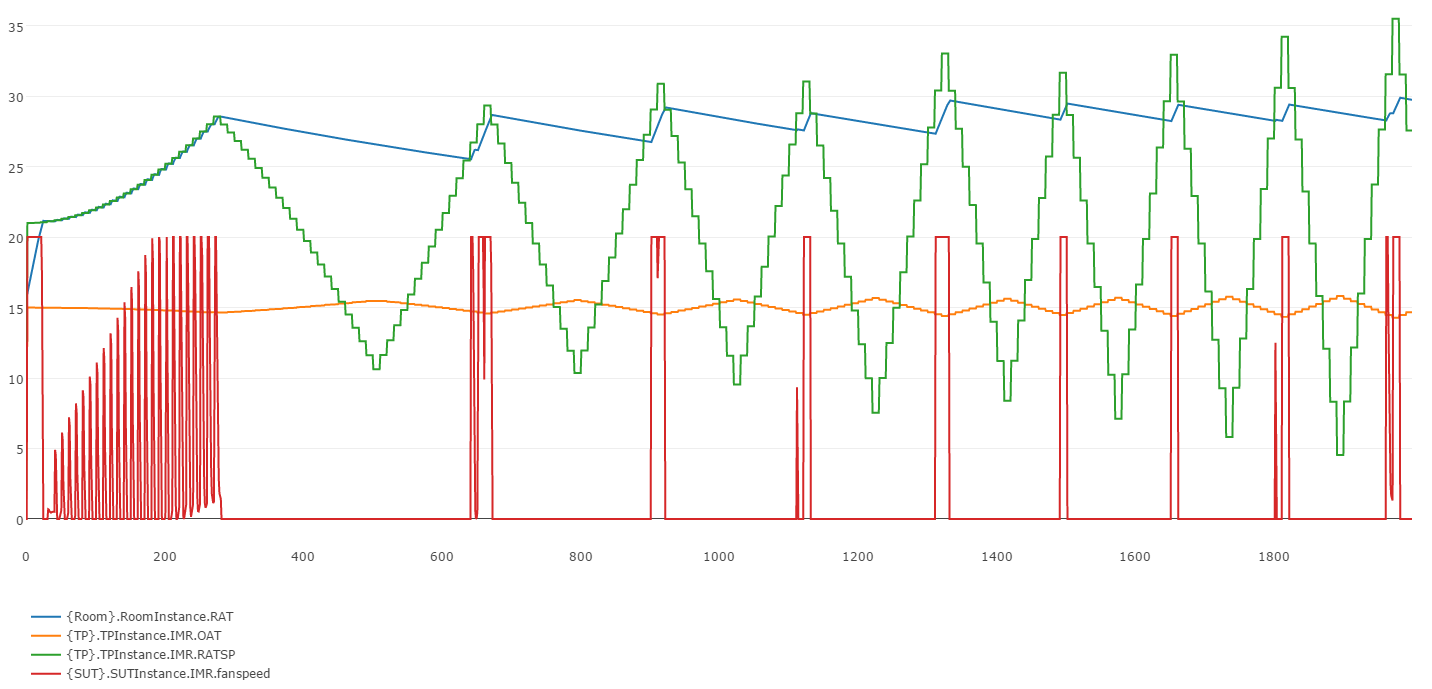 35
30
25
20
15
10
5
0
0 200 400 600 800 1000 1200 1400 1600 1800
{Room}.RoomInstance.RAT
{TP}.TPInstance.IMR.OAT
{TP}.TPInstance.IMR.RATSP
{SUT}.SUTInstance.IMR.fanspeed